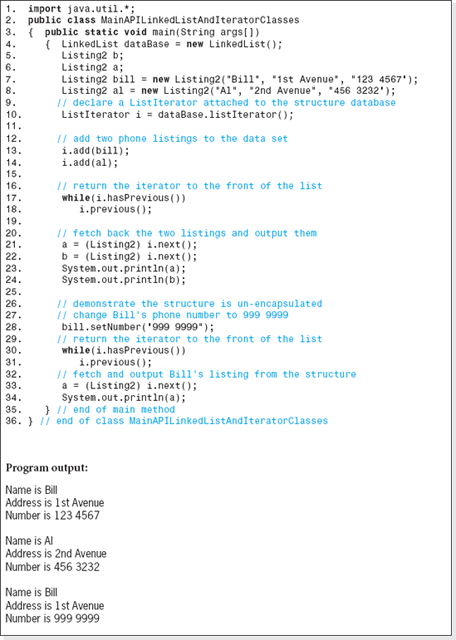 1. import java.util.*;
2. public class MainAPILinkedListAndIteratorClasses
3. { public static void main(String args[])
4. { LinkedList dataBase = new LinkedList();
5. Listing2 b;
6. Listing2 a;
7. Listing2 bill = new Listing2("Bill", "1st Avenue", "123 4567');
8. Listing2 al = new Listing2("Al", "2nd Avenue", "456 3232');
9. // declare a ListIterator attached to the structure database
10. ListIterator i = dataBase.listIterator();
11.
12. // add two phone listings to the data set
13. i.add(bill);
14. i.add(al);
15.
16. // return the iterator to the front of the list
17. while(i.hasPrevious())
18. i.previous();
19.
20. // fetch back the two listings and output them
21. a = (Listing2) i.next();
22. b = (Listing2) i.next();
23. System.out.println(a);
24. System.out.println(b);
25.
26. // demonstrate the structure is un-encapsulated
27. // change Bill's phone number to 999 9999
28. bill.setNumber('999 9999");
29. // return the iterator to the front of the list
30. while(i.hasPrevious())
31. i.previous();
32. // fetch and output Bill's listing from the structure
33. a = (Listing2) i.next();
34. System.out.println(a);
35. } // end of main method
36. } // end of class MainAPILinkedListAndIteratorClasses
Program output:
Name is Bill
Address is 1st Avenue
Number is 123 4567
Name is Al
Address is 2nd Avenue
Number is 456 3232
Name is Bill
Address is 1st Avenue
Number is 999 9999